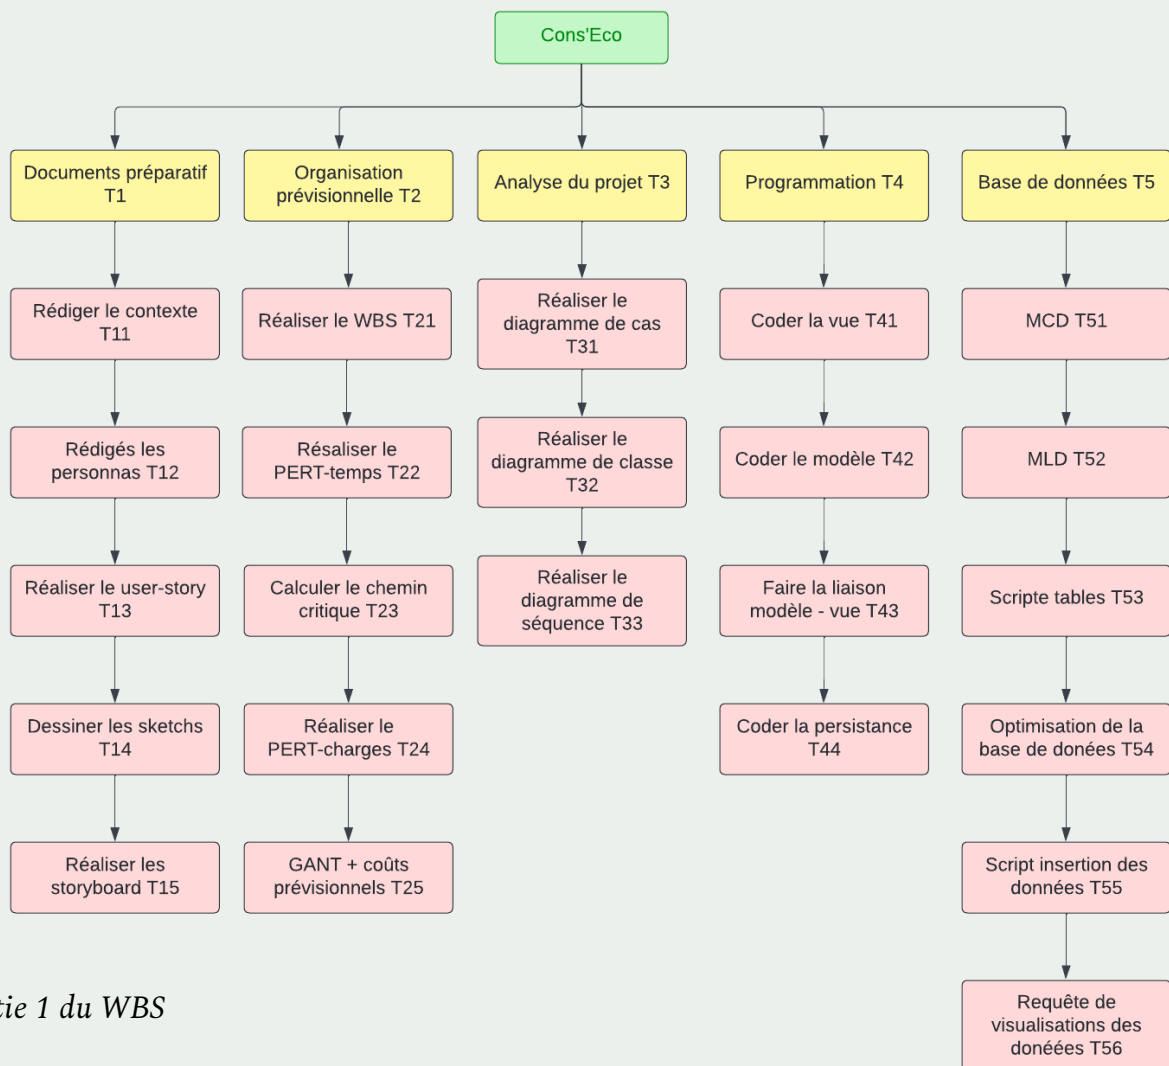 Cons'Eco
Documents préparatif
T1
Organisation
prévisionnelle T2
Analyse du projet T3
Programmation T4
Base de données T5
Rédiger le contexte
T11
Réaliser le WBS T21
Réaliser le
diagramme de cas
T31
Coder la vue T41
MCD T51
Rédigés les
personnas T12
Résaliser le
PERT-temps T22
Réaliser le
diagramme de classe
T32
Coder le modèle T42
MLD T52
Réaliser le user-story
T13
Calculer le chemin
critique T23
Réaliser le
diagramme de
séquence T33
Faire la liaison
modèle - vue T43
Scripte tables T53
Dessiner les sketchs
T14
Réaliser le
PERT-charges T24
Coder la persistance
T44
Optimisation de la
base de donées T54
Réaliser les
storyboard T15
GANT + coûts
prévisionnels T25
Script insertion des
données T55
Requête de
visualisations des
donéées T56
tie 1 du WBS